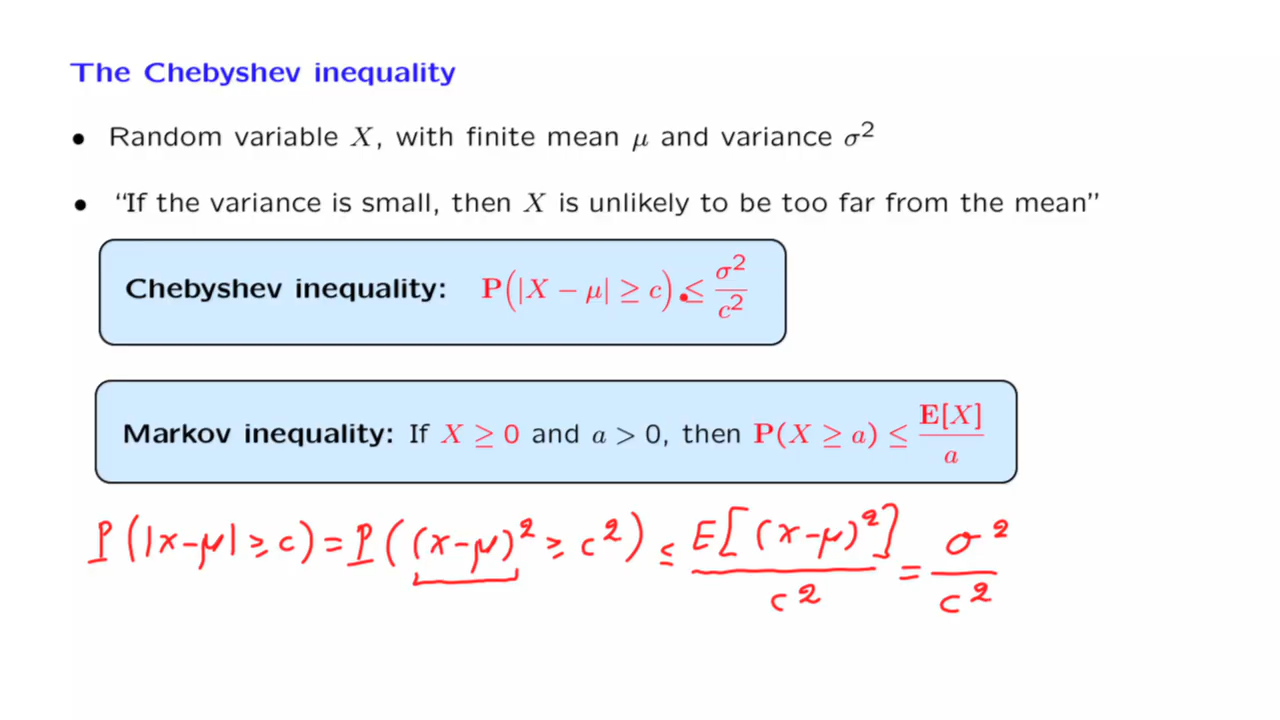 The Chebyshev inequality
• Random variable X, with finite mean μ and variance σ²
• “If the variance is small, then X is unlikely to be too far from the mean”
Chebyshev inequality: P(|X − μ| ≥ c) ≤ σ²/c²
Markov inequality: If X ≥ 0 and a > 0, then P(X ≥ a) ≤ E[X]/a
P(|X−μ| ≥ c) = P((X−μ)² ≥ c²) ≤ E[(X−μ)²]/c² = σ²/c²